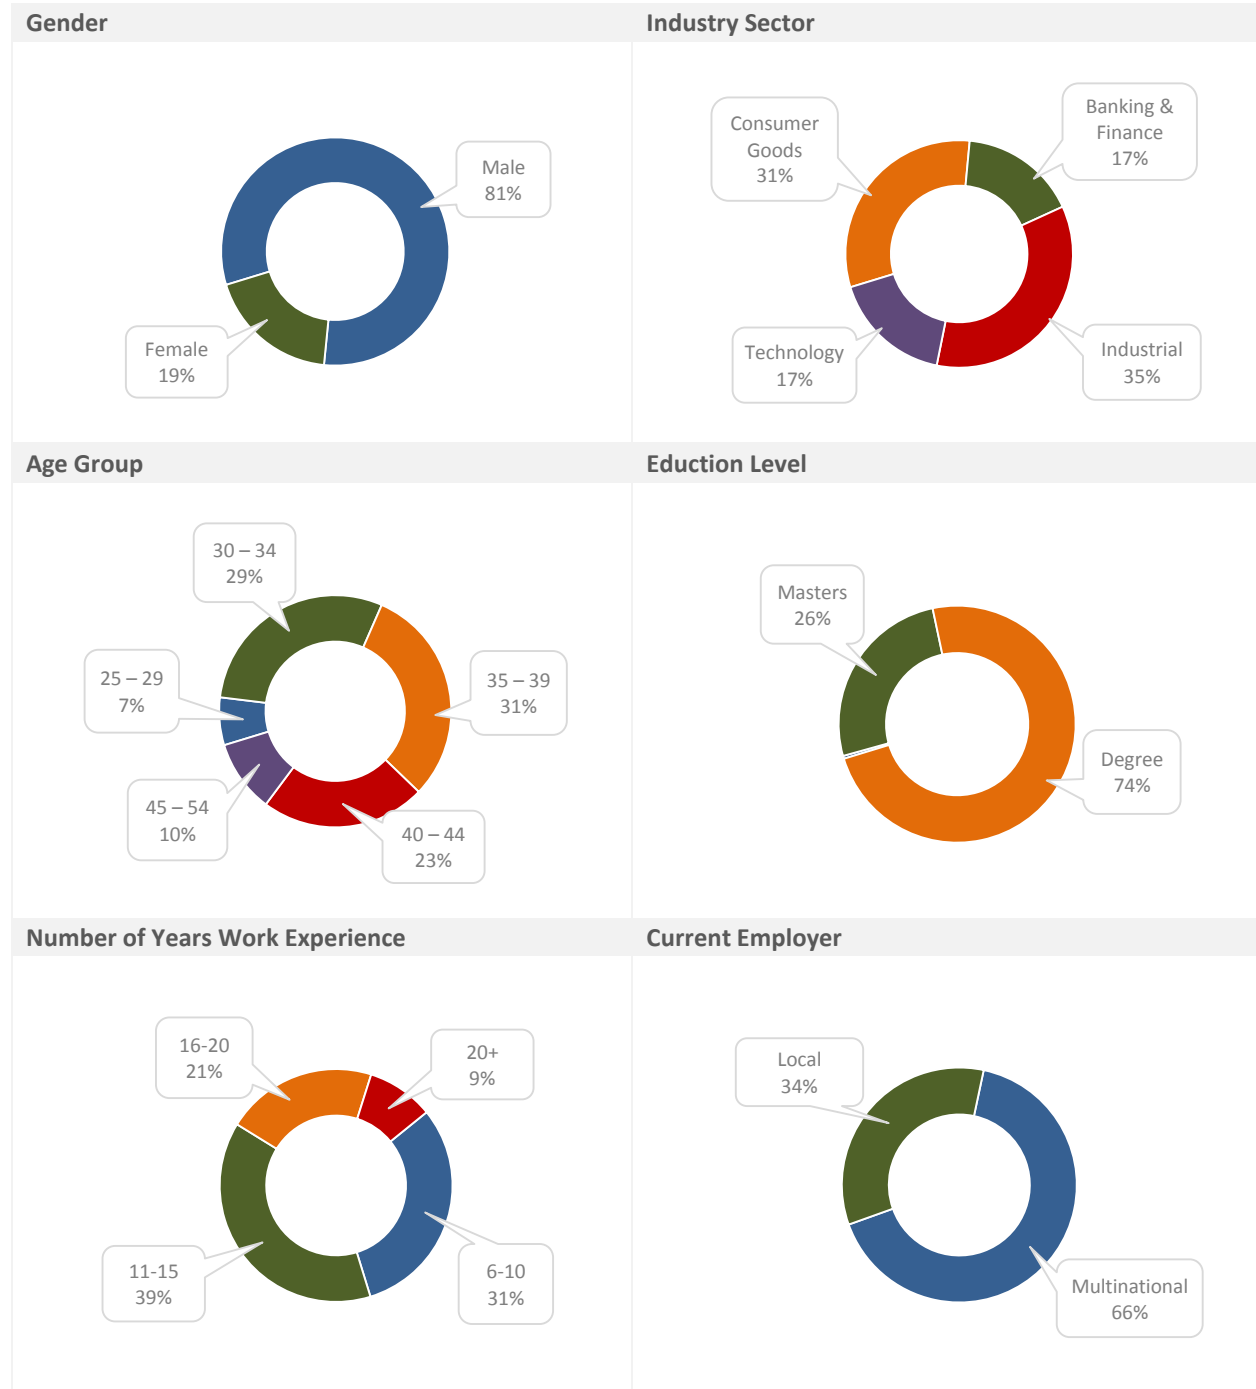 Gender
Male
81%
Female
19%
Industry Sector
Consumer
Goods
31%
Banking &
Finance
17%
Technology
17%
Industrial
35%
Age Group
30 – 34
29%
25 – 29
7%
35 – 39
31%
45 – 54
10%
40 – 44
23%
Eduction Level
Masters
26%
Degree
74%
Number of Years Work Experience
16-20
21%
20+
9%
11-15
39%
6-10
31%
Current Employer
Local
34%
Multinational
66%